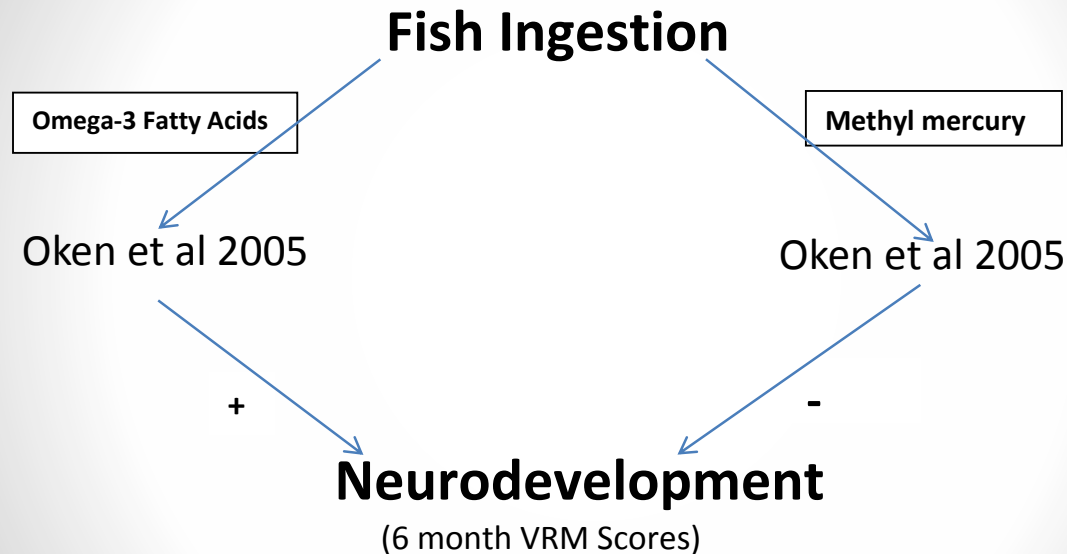 Fish Ingestion
Omega-3 Fatty Acids
Methyl mercury
Oken et al 2005
Oken et al 2005
+
-
Neurodevelopment
(6 month VRM Scores)